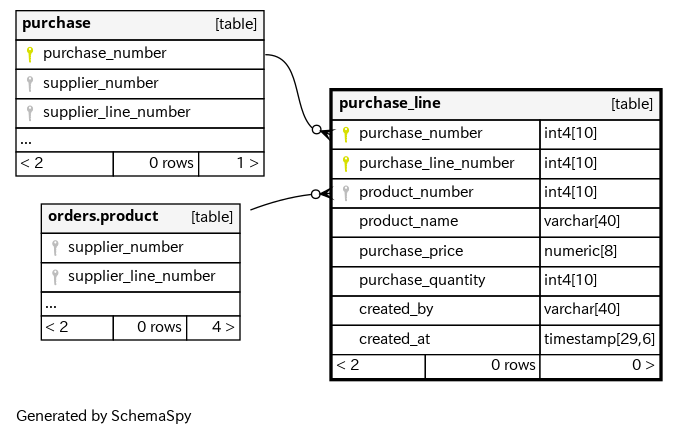 purchase [table]
purchase_number
supplier_number
supplier_line_number
...
< 2 0 rows 1 >
orders.product [table]
supplier_number
supplier_line_number
...
< 2 0 rows 4 >
purchase_line [table]
purchase_number int4[10]
purchase_line_number int4[10]
product_number int4[10]
product_name varchar[40]
purchase_price numeric[8]
purchase_quantity int4[10]
created_by varchar[40]
created_at timestamp[29,6]
< 2 0 rows 0 >
Generated by SchemaSpy